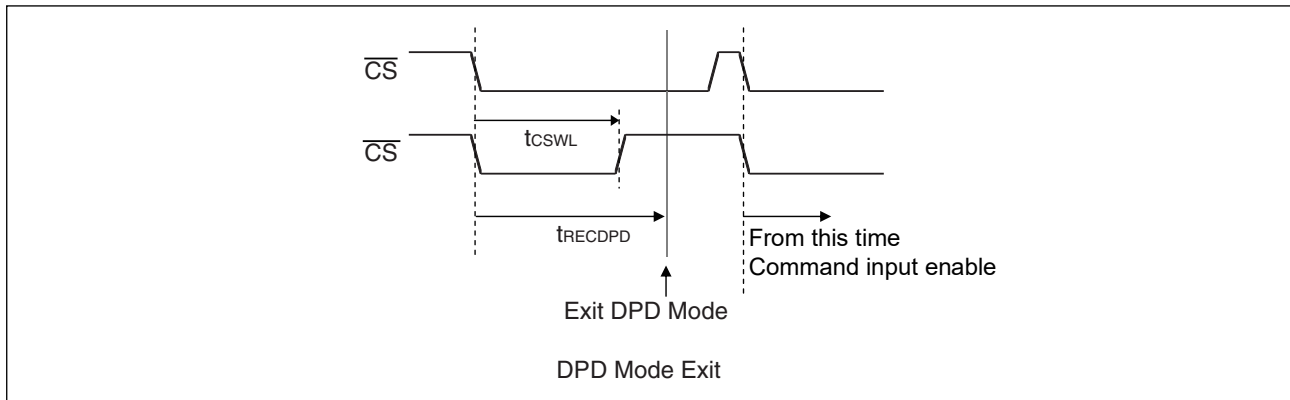 CS
tCSWL
CS
tRECDPD
From this time
Command input enable
Exit DPD Mode
DPD Mode Exit